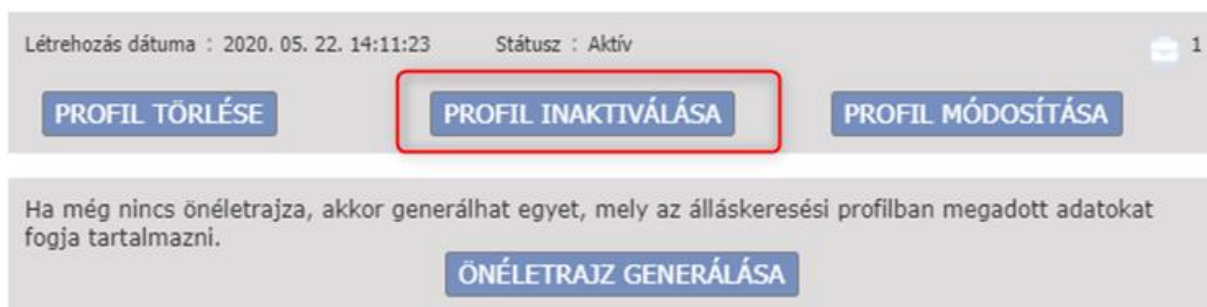 Létrehozás dátuma : 2020. 05. 22. 14:11:23 Státusz : Aktív 1
PROFIL TÖRLÉSE PROFIL INAKTIVÁLÁSA PROFIL MÓDOSÍTÁSA
Ha még nincs önéletrajza, akkor generálhat egyet, mely az álláskeresési profilban megadott adatokat
fogja tartalmazni.
ÖNÉLETRAJZ GENERÁLÁSA